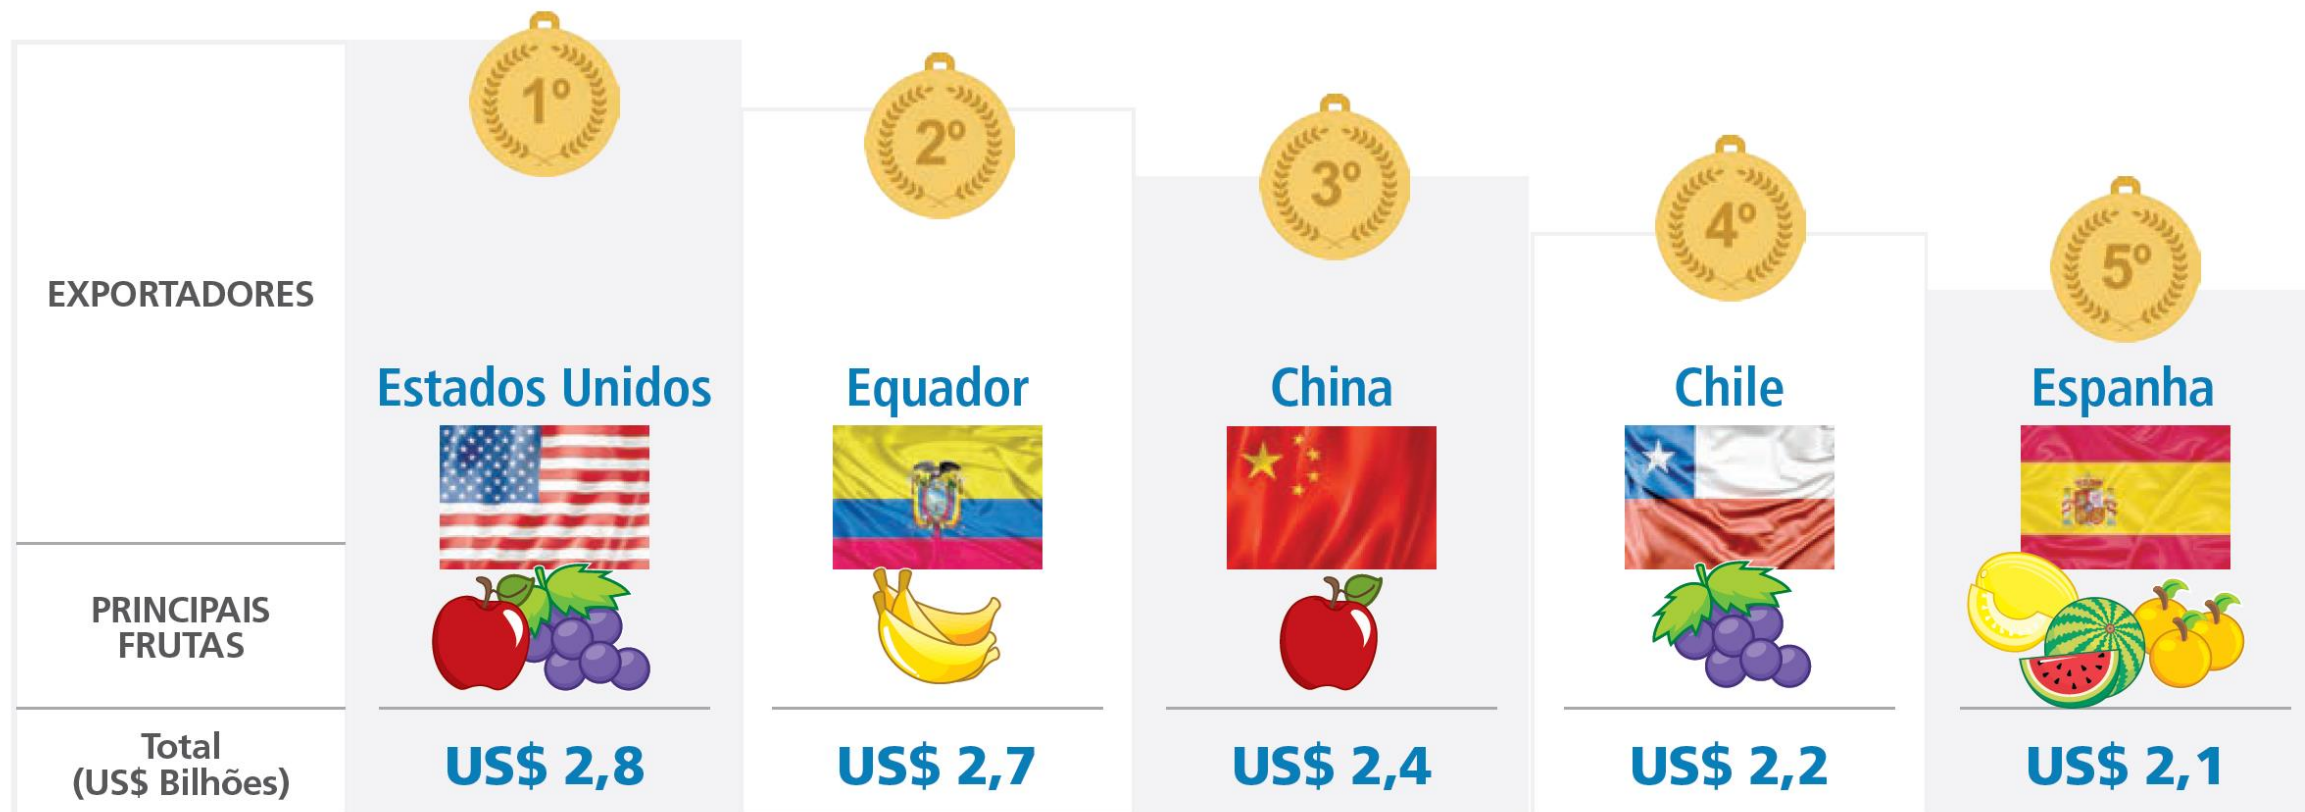 1º
2º
3º
4º
5º
EXPORTADORES
Estados Unidos
Equador
China
Chile
Espanha
PRINCIPAIS
FRUTAS
Total
(US$ Bilhões)
US$ 2,8
US$ 2,7
US$ 2,4
US$ 2,2
US$ 2,1